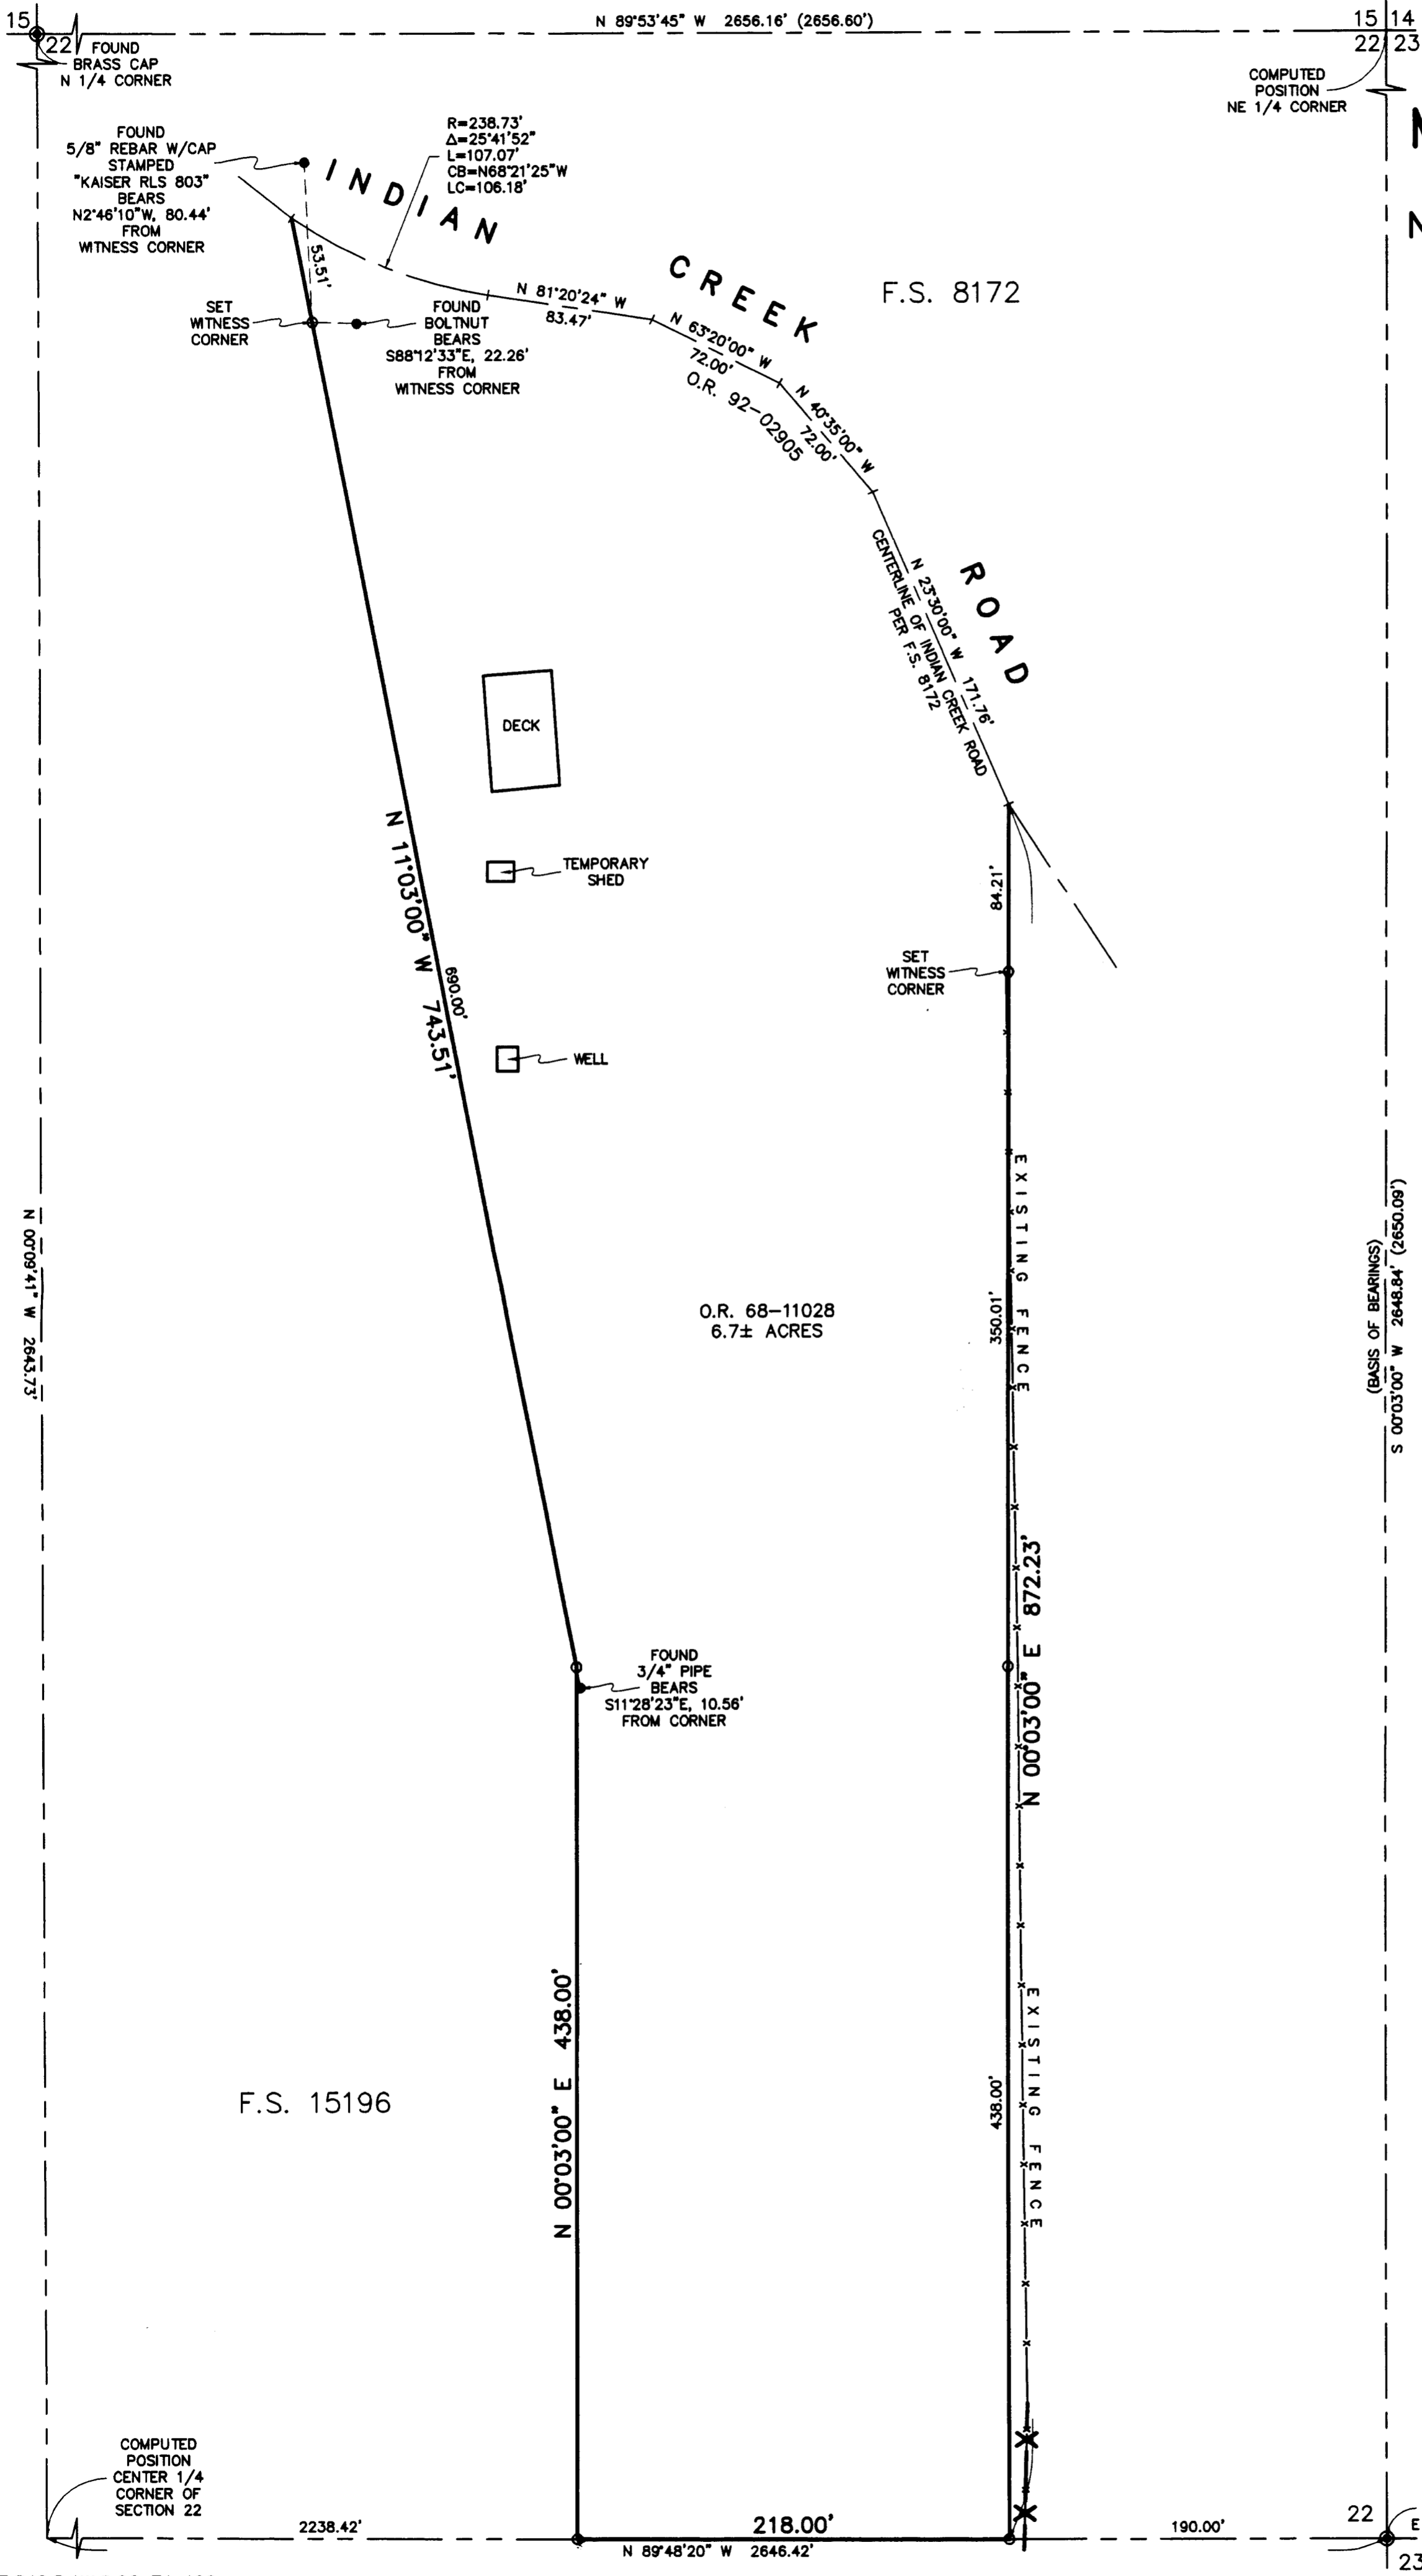 15
N 89°53'45" W 2656.16' (2656.60')
15 14
22
22 23
FOUND
BRASS CAP
N 1/4 CORNER
COMPUTED
POSITION
NE 1/4 CORNER
FOUND
5/8" REBAR W/CAP
STAMPED
"KAISER RLS 803"
BEARS
N2°46'10"W, 80.44'
FROM
WITNESS CORNER
R=238.73'
Δ=25°41'52"
L=107.07'
CB=N68°21'25"W
LC=106.18'
INDIAN CREEK ROAD
F.S. 8172
53.51'
SET
WITNESS
CORNER
FOUND
BOLTNUT
BEARS
S88°12'33"E, 22.26'
FROM
WITNESS CORNER
N 81°20'24" W
83.47'
N 63°20'00" W
72.00'
O.R. 92-02905
N 40°35'00" W
72.00'
N 23°30'00" W 171.76'
CENTERLINE OF INDIAN CREEK ROAD
PER F.S. 8172
DECK
TEMPORARY
SHED
N 11°03'00" W 743.51'
690.00'
84.21'
SET
WITNESS
CORNER
WELL
EXISTING FENCE
N 00°09'41" W 2643.73'
O.R. 68-11028
6.7± ACRES
350.01'
(BASIS OF BEARINGS)
S 00°03'00" W 2648.84' (2650.09')
N 00°03'00" E 872.23'
FOUND
3/4" PIPE
BEARS
S11°28'23"E, 10.56'
FROM CORNER
N 00°03'00" E 438.00'
F.S. 15196
438.00'
EXISTING FENCE
COMPUTED
POSITION
CENTER 1/4
CORNER OF
SECTION 22
2238.42'
218.00'
N 89°48'20" W 2646.42'
190.00'
22
23